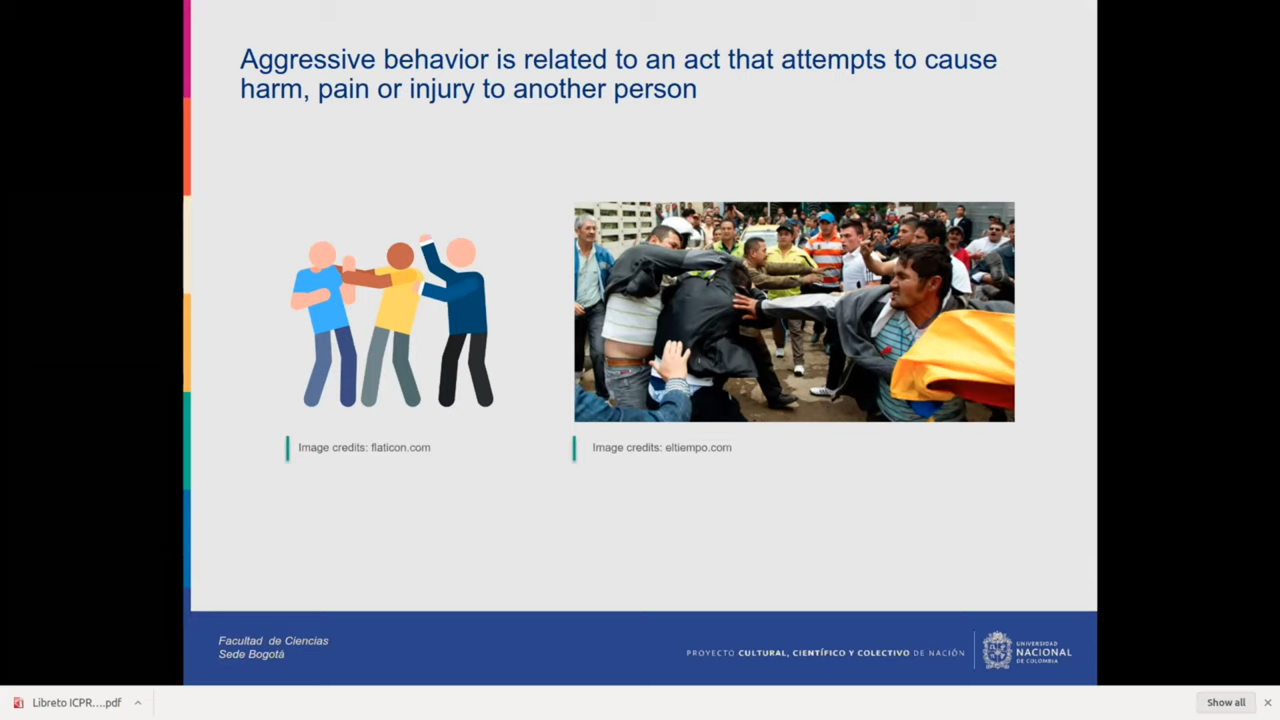 Aggressive behavior is related to an act that attempts to cause
harm, pain or injury to another person
Image credits: flaticon.com
Image credits: eltiempo.com
Facultad de Ciencias
Sede Bogotá
PROYECTO CULTURAL, CIENTÍFICO Y COLECTIVO DE NACIÓN
UNIVERSIDAD
NACIONAL
DE COLOMBIA
Libreto ICPR....pdf
Show all